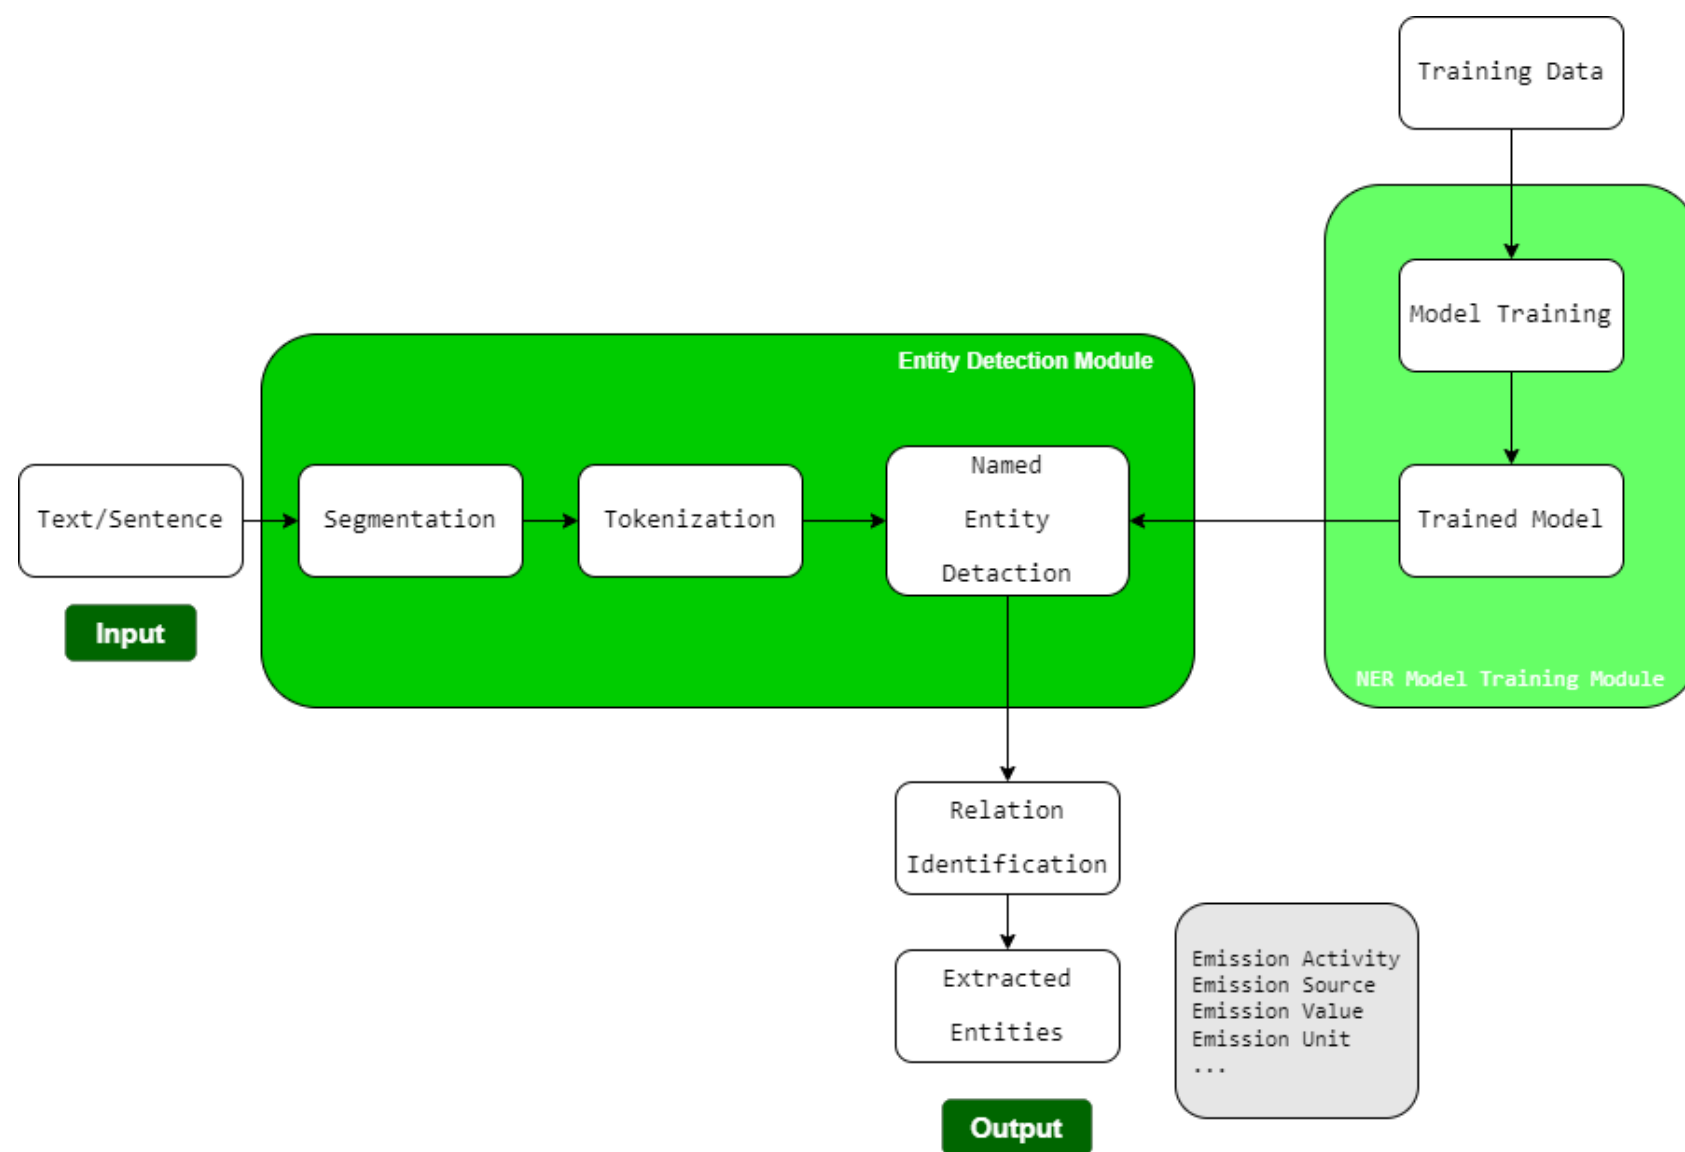 Training Data
Model Training
Entity Detection Module
Text/Sentence
Segmentation
Tokenization
Named
Entity
Detaction
Trained Model
Input
NER Model Training Module
Relation
Identification
Extracted
Entities
Emission Activity
Emission Source
Emission Value
Emission Unit
...
Output